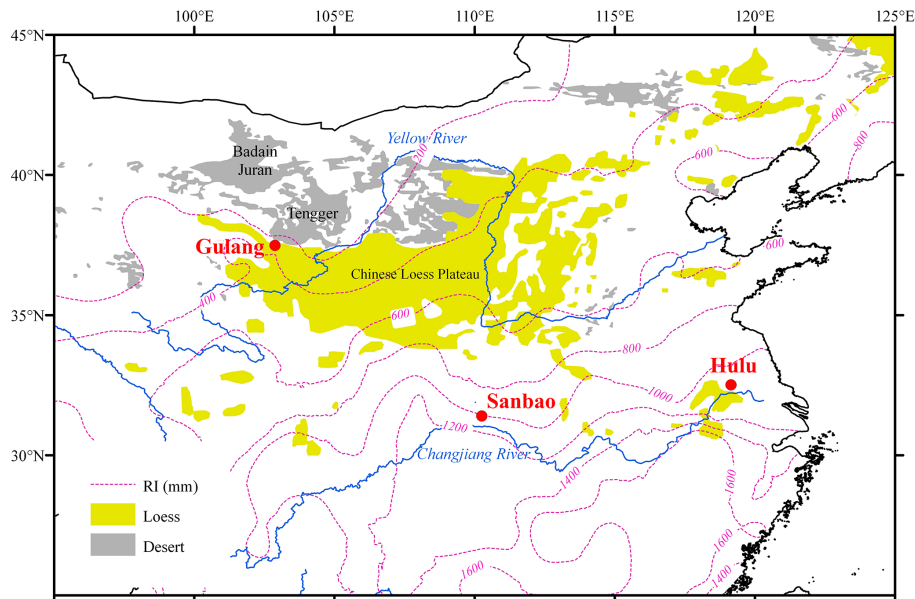 100°E 105°E 110°E 115°E 120°E 125°E
45°N
40°N
35°N
30°N
Badain
Juran
Yellow River
200
600
800
600
Tengger
Gulang
Chinese Loess Plateau
600
400
600
800
Hulu
1000
Sanbao
1200
Changjiang River
1400
1600
RI (mm)
Loess
Desert
1600
1600
1400